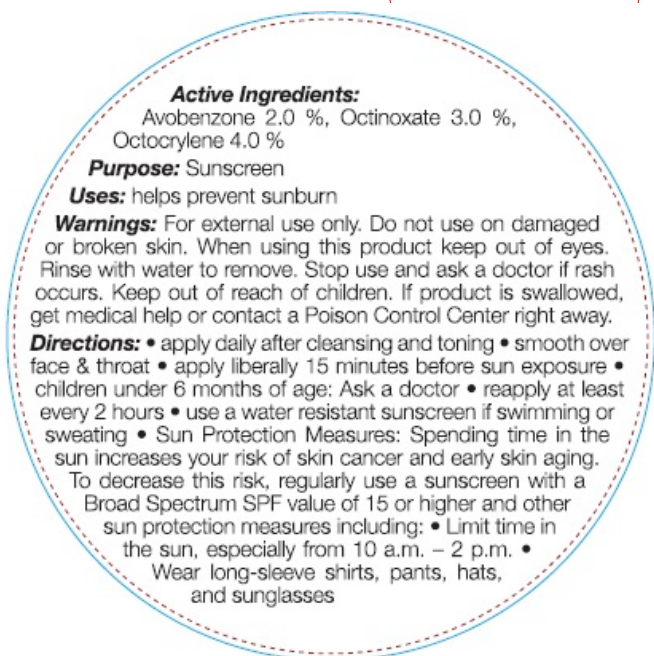 Active Ingredients:
Avobenzone 2.0 %, Octinoxate 3.0 %,
Octocrylene 4.0 %
Purpose: Sunscreen
Uses: helps prevent sunburn
Warnings: For external use only. Do not use on damaged
or broken skin. When using this product keep out of eyes.
Rinse with water to remove. Stop use and ask a doctor if rash
occurs. Keep out of reach of children. If product is swallowed,
get medical help or contact a Poison Control Center right away.
Directions: • apply daily after cleansing and toning • smooth over
face & throat • apply liberally 15 minutes before sun exposure •
children under 6 months of age: Ask a doctor • reapply at least
every 2 hours • use a water resistant sunscreen if swimming or
sweating • Sun Protection Measures: Spending time in the
sun increases your risk of skin cancer and early skin aging.
To decrease this risk, regularly use a sunscreen with a
Broad Spectrum SPF value of 15 or higher and other
sun protection measures including: • Limit time in
the sun, especially from 10 a.m. – 2 p.m. •
Wear long-sleeve shirts, pants, hats,
and sunglasses